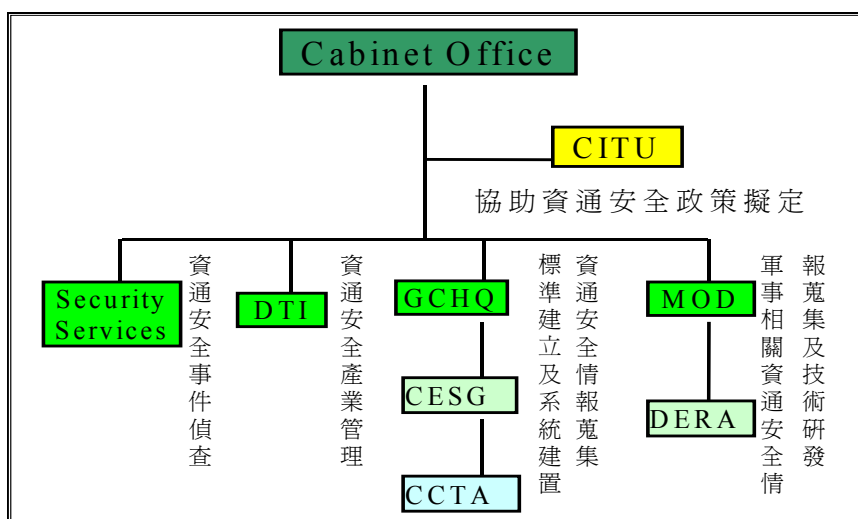 Cabinet Office
CITU
協助資通安全政策擬定
Security
Services
資通安全事件偵查
DTI
資通安全產業管理
GCHQ
CESG
CCTA
資通安全情報蒐集
標準建立及系統建置
MOD
DERA
軍事相關資通安全情
報蒐集及技術研發